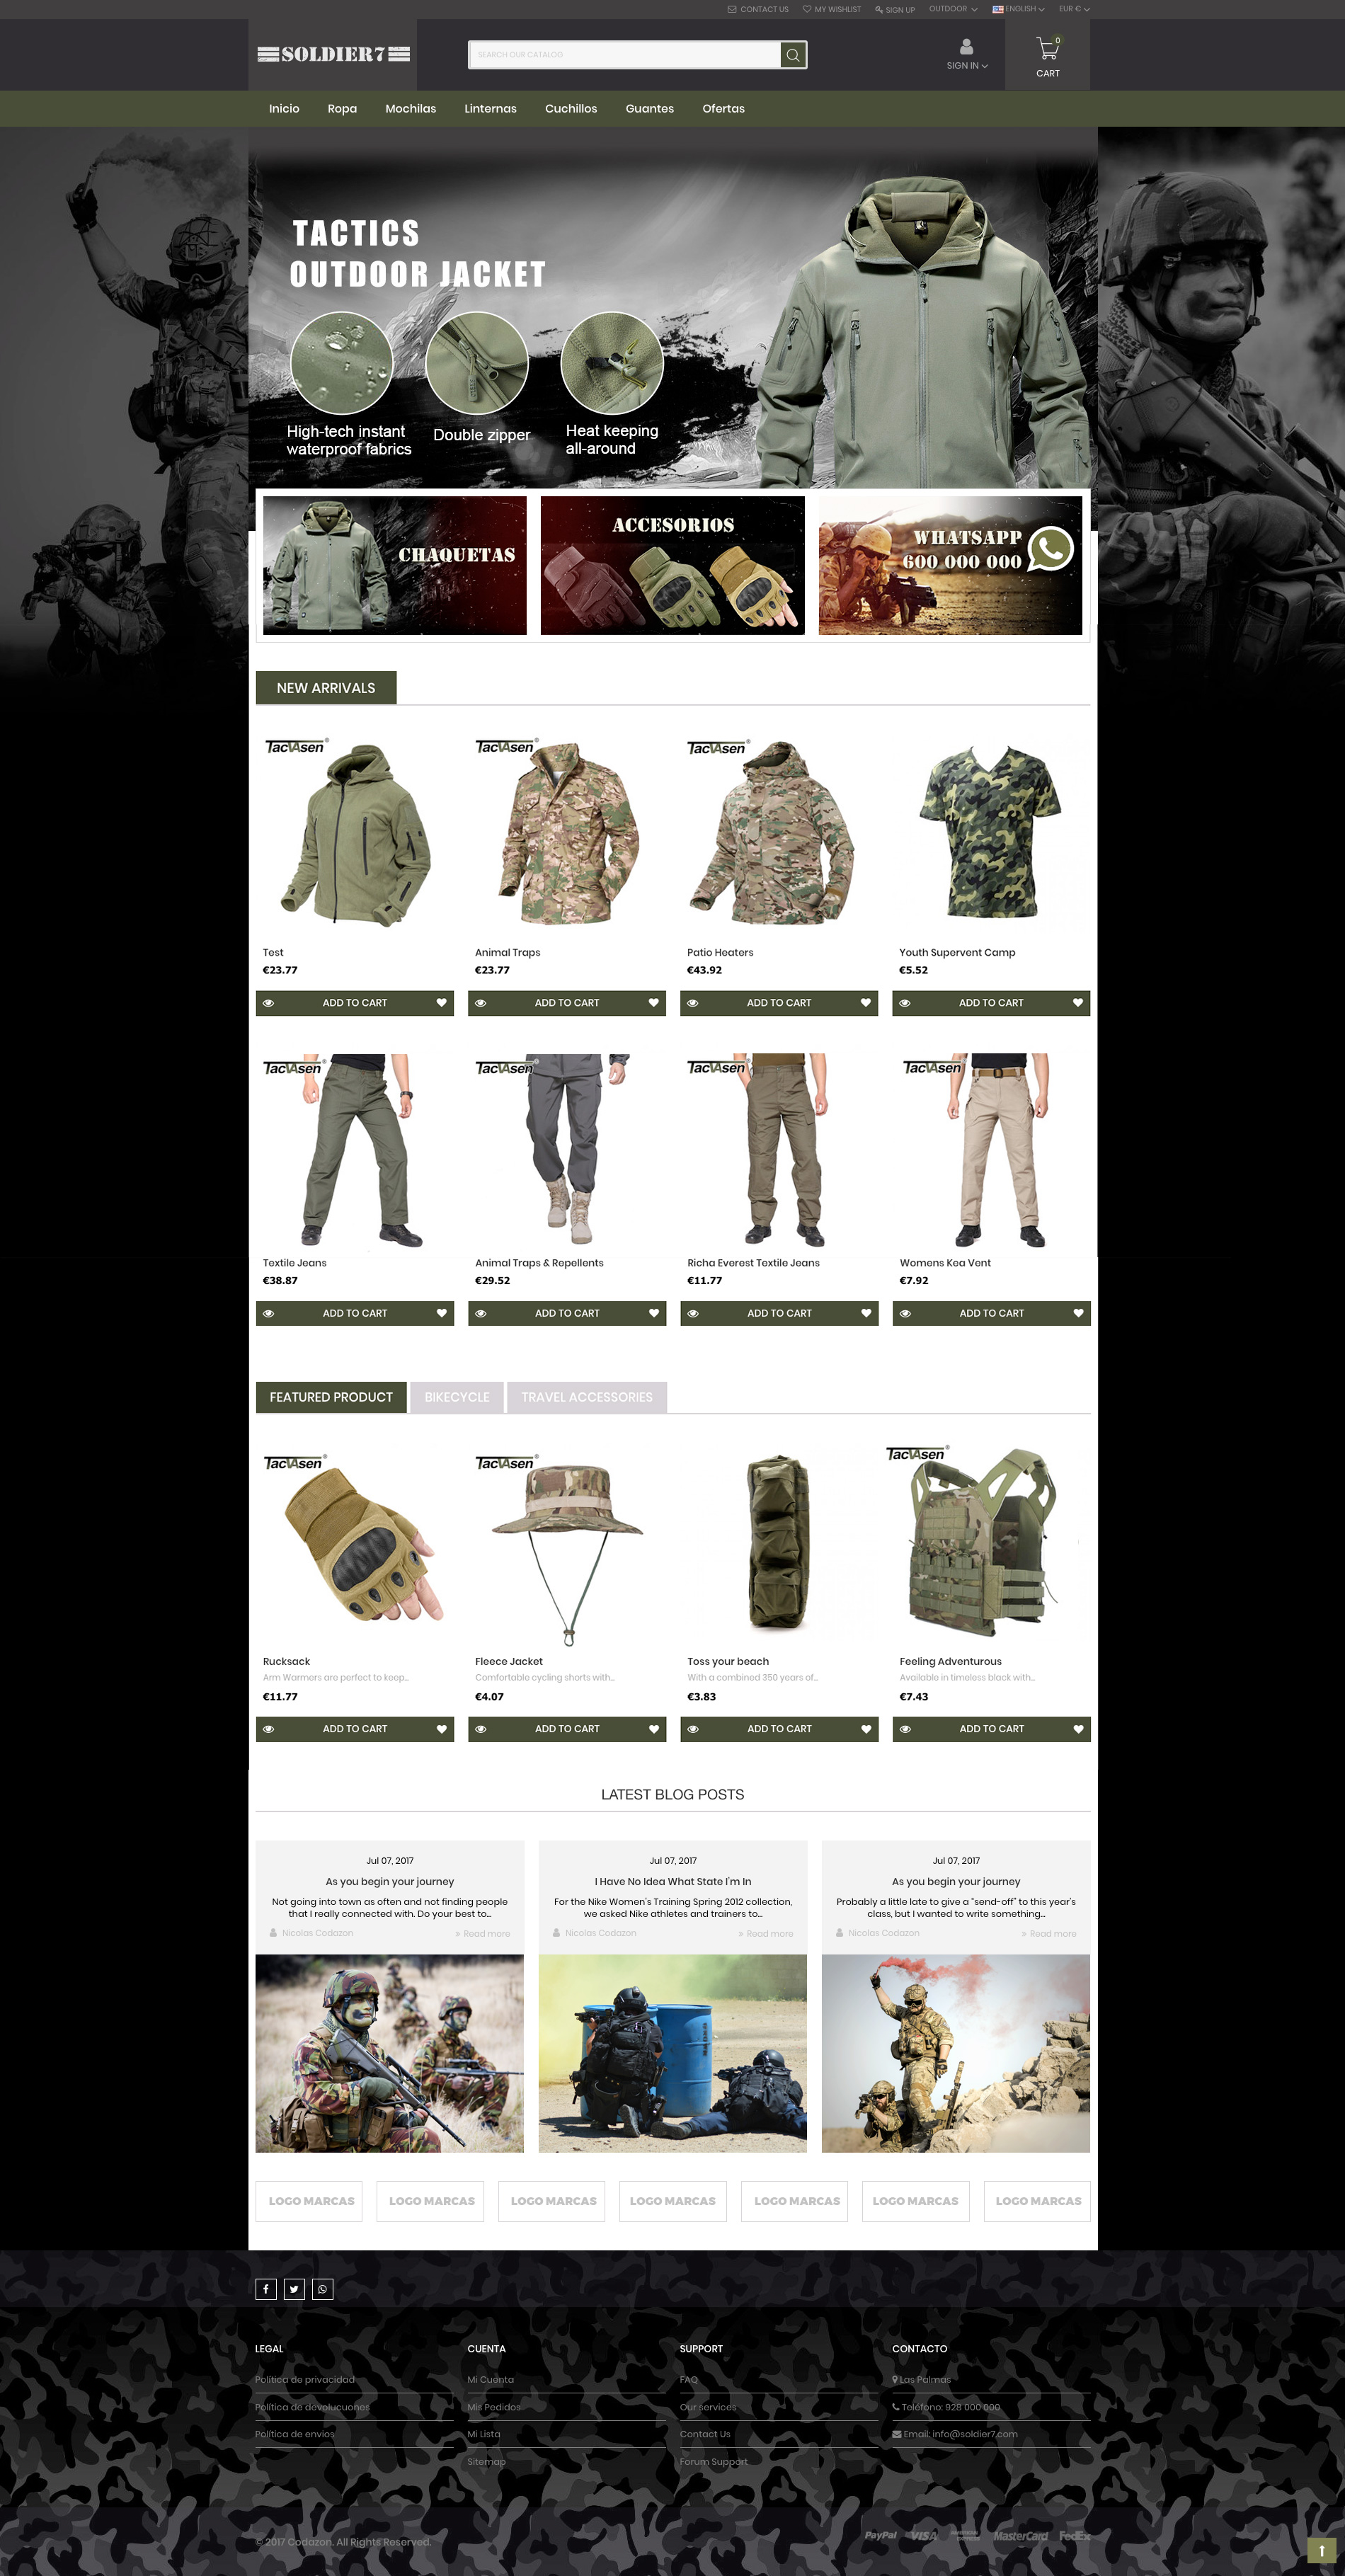 CONTACT US MY WISHLIST SIGN UP OUTDOOR ENGLISH EUR €
SOLDIER7
SEARCH OUR CATALOG
SIGN IN
0
CART
Inicio Ropa Mochilas Linternas Cuchillos Guantes Ofertas
TACTICS
OUTDOOR JACKET
High-tech instant
waterproof fabrics
Double zipper
Heat keeping
all-around
CHAQUETAS
ACCESORIOS
WHATSAPP
600 000 000
NEW ARRIVALS
TacVAsen® TacVAsen® TacVAsen®
Test Animal Traps Patio Heaters Youth Supervent Camp
€23.77 €23.77 €43.92 €5.52
ADD TO CART ADD TO CART ADD TO CART ADD TO CART
TacVAsen® TacVAsen® TacVAsen® TacVAsen
Textile Jeans Animal Traps & Repellents Richa Everest Textile Jeans Womens Kea Vent
€38.87 €29.52 €11.77 €7.92
ADD TO CART ADD TO CART ADD TO CART ADD TO CART
FEATURED PRODUCT BIKECYCLE TRAVEL ACCESSORIES
TacVAsen® TacVAsen® TacVAsen®
Rucksack Fleece Jacket Toss your beach Feeling Adventurous
Arm Warmers are perfect to keep... Comfortable cycling shorts with... With a combined 350 years of... Available in timeless black with...
€11.77 €4.07 €3.83 €7.43
ADD TO CART ADD TO CART ADD TO CART ADD TO CART
LATEST BLOG POSTS
Jul 07, 2017
As you begin your journey
Not going into town as often and not finding people
that I really connected with. Do your best to...
Nicolas Codazon » Read more
Jul 07, 2017
I Have No Idea What State I'm In
For the Nike Women's Training Spring 2012 collection,
we asked Nike athletes and trainers to...
Nicolas Codazon » Read more
Jul 07, 2017
As you begin your journey
Probably a little late to give a "send-off" to this year's
class, but I wanted to write something...
Nicolas Codazon » Read more
LOGO MARCAS LOGO MARCAS LOGO MARCAS LOGO MARCAS LOGO MARCAS LOGO MARCAS LOGO MARCAS
LEGAL
Política de privacidad
Política de devolucuones
Política de envios
CUENTA
Mi Cuenta
Mis Pedidos
Mi Lista
Sitemap
SUPPORT
FAQ
Our services
Contact Us
Forum Support
CONTACTO
Las Palmas
Teléfono: 928 000 000
Email: info@soldier7.com
© 2017 Codazon. All Rights Reserved.
PayPal VISA AMERICAN EXPRESS MasterCard FedEx